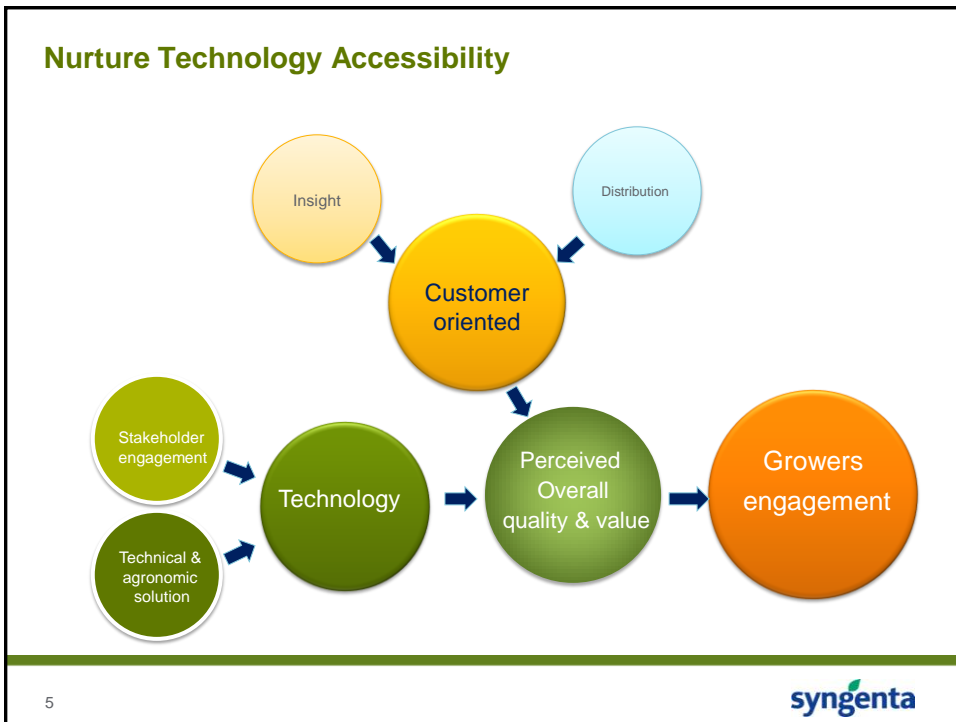 Nurture Technology Accessibility
Insight
Distribution
Customer
oriented
Stakeholder
engagement
Technical &
agronomic
solution
Technology
Perceived
Overall
quality & value
Growers
engagement
5
syngenta